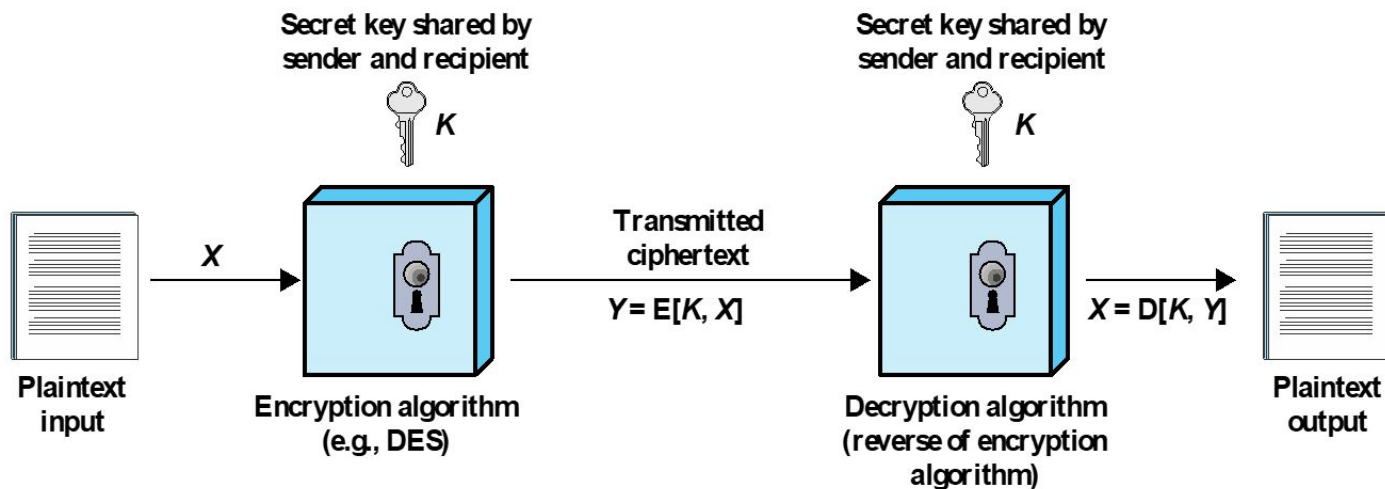 Secret key shared by
sender and recipient
K
Secret key shared by
sender and recipient
K
X
Transmitted
ciphertext
Y = E[K, X]
X = D[K, Y]
Plaintext
input
Encryption algorithm
(e.g., DES)
Decryption algorithm
(reverse of encryption
algorithm)
Plaintext
output